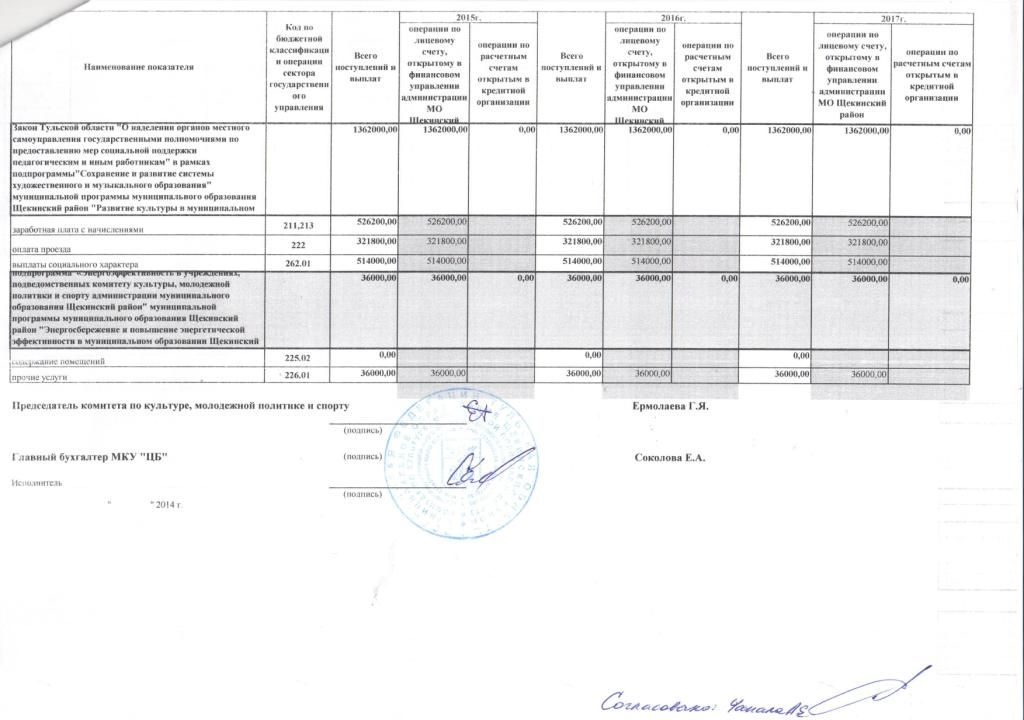 Наименование показателя
Код по бюджетной классификаци и операции сектора государственн ого управления
2015г.
Всего поступлений и выплат
операции по лицевому счету, открытому в финансовом управлении администрации МО Щекинский
операции по расчетным счетам открытым в кредитной организации
2016г.
Всего поступлений и выплат
операции по лицевому счету, открытому в финансовом управлении администрации МО Щекинский
операции по расчетным счетам открытым в кредитной организации
2017г.
Всего поступлений и выплат
операции по лицевому счету, открытому в финансовом управлении администрации МО Щекинский район
операции по расчетным счетам открытым в кредитной организации
Закон Тульской области "О наделении органов местного
самоуправления государственными полномочиями по
предоставлению мер социальной поддержки
педагогическим и иным работникам" в рамках
подпрограммы"Сохранение и развитие системы
художественного и музыкального образования"
муниципальной программы муниципального образования
Щекинский район "Развитие культуры в муниципальном
1362000,00 1362000,00 0,00 1362000,00 1362000,00 0,00 1362000,00 1362000,00 0,00
заработная плата с начислениями 211,213 526200,00 526200,00 526200,00 526200,00 526200,00 526200,00
оплата проезда 222 321800,00 321800,00 321800,00 321800,00 321800,00 321800,00
выплаты социального характера 262.01 514000,00 514000,00 514000,00 514000,00 514000,00 514000,00
подпрограмма «Энергоэффективность в учреждениях,
подведомственных комитету культуры, молодежной
политики и спорту администрации муниципального
образования Щекинский район" муниципальной
программы муниципального образования Щекинский
район "Энергосбережение и повышение энергетической
эффективности в муниципальном образовании Щекинский
36000,00 36000,00 0,00 36000,00 36000,00 0,00 36000,00 36000,00 0,00
содержание помещений 225.02 0,00 0,00 0,00
прочие услуги 226.01 36000,00 36000,00 36000,00 36000,00 36000,00 36000,00
Председатель комитета по культуре, молодежной политике и спорту Ермолаева Г.Я.
(подпись)
Главный бухгалтер МКУ "ЦБ" (подпись) Соколова Е.А.
Исполнитель
(подпись)
" " 2014 г.
Согласовано: